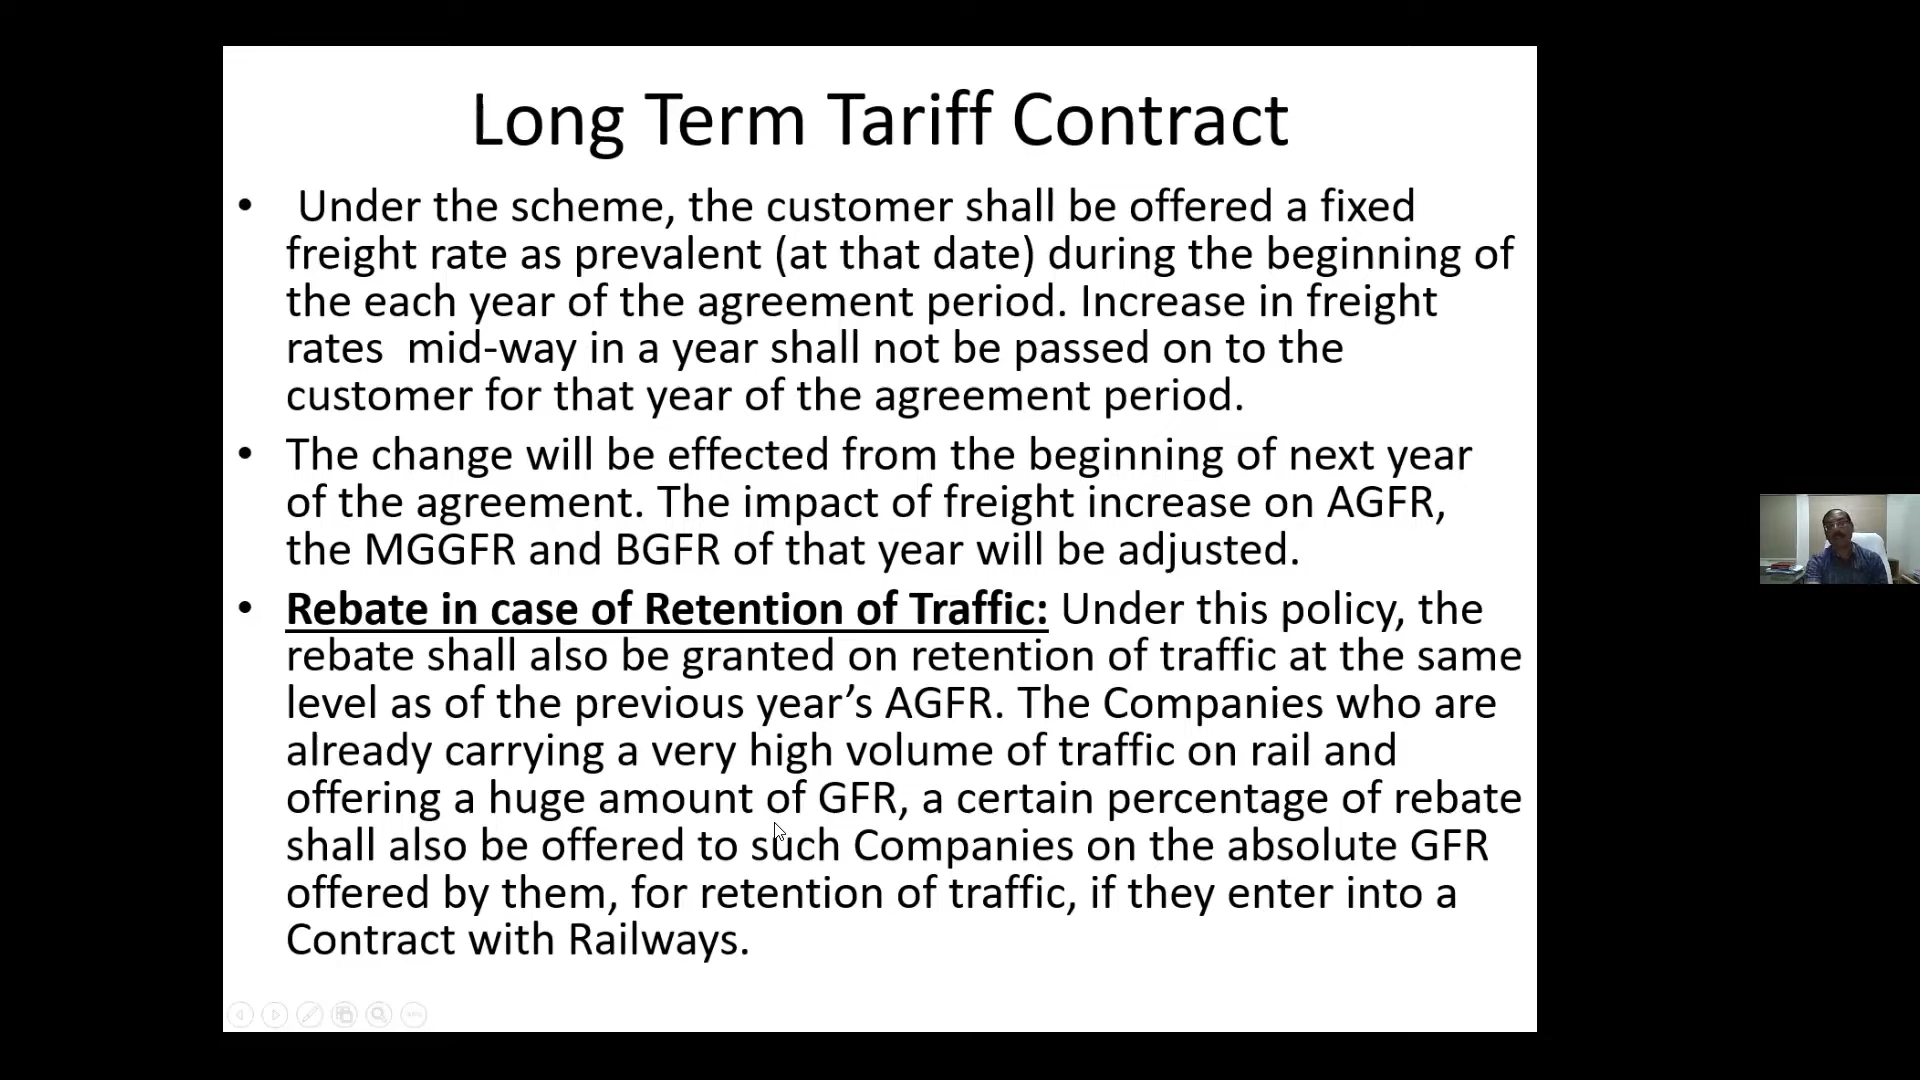 Long Term Tariff Contract
• Under the scheme, the customer shall be offered a fixed
freight rate as prevalent (at that date) during the beginning of
the each year of the agreement period. Increase in freight
rates mid-way in a year shall not be passed on to the
customer for that year of the agreement period.
• The change will be effected from the beginning of next year
of the agreement. The impact of freight increase on AGFR,
the MGGFR and BGFR of that year will be adjusted.
• Rebate in case of Retention of Traffic: Under this policy, the
rebate shall also be granted on retention of traffic at the same
level as of the previous year’s AGFR. The Companies who are
already carrying a very high volume of traffic on rail and
offering a huge amount of GFR, a certain percentage of rebate
shall also be offered to such Companies on the absolute GFR
offered by them, for retention of traffic, if they enter into a
Contract with Railways.